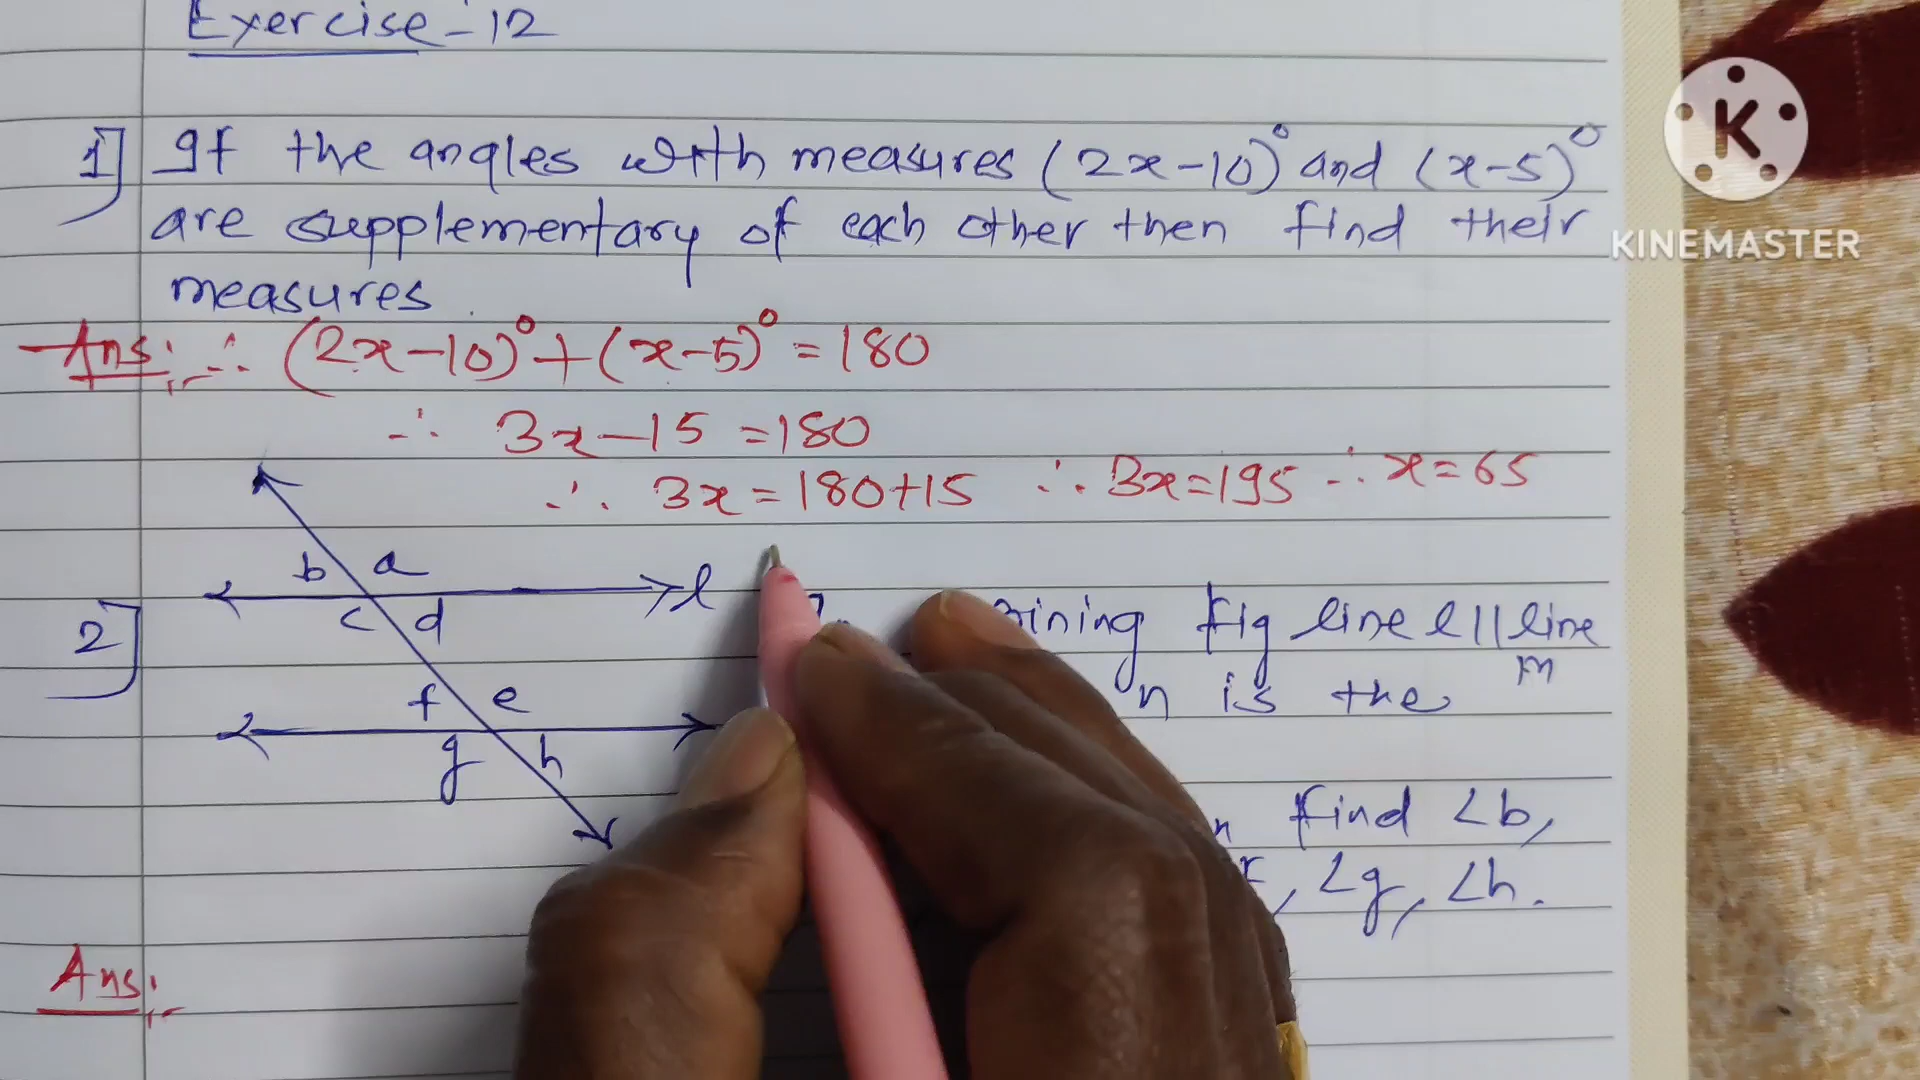 Exercise-12
1] If the angles with measures (2x-10)° and (x-5)°
are supplementary of each other then find their
measures.
Ans:- ∴ (2x-10)°+(x-5)°=180
∴ 3x-15=180
∴ 3x=180+15 ∴ 3x=195 ∴ x=65
b a
c d
l
2]
fig line l||line
m
n is the
f e
g h
find ∠b,
∠g, ∠h.
Ans:-
K
KINEMASTER